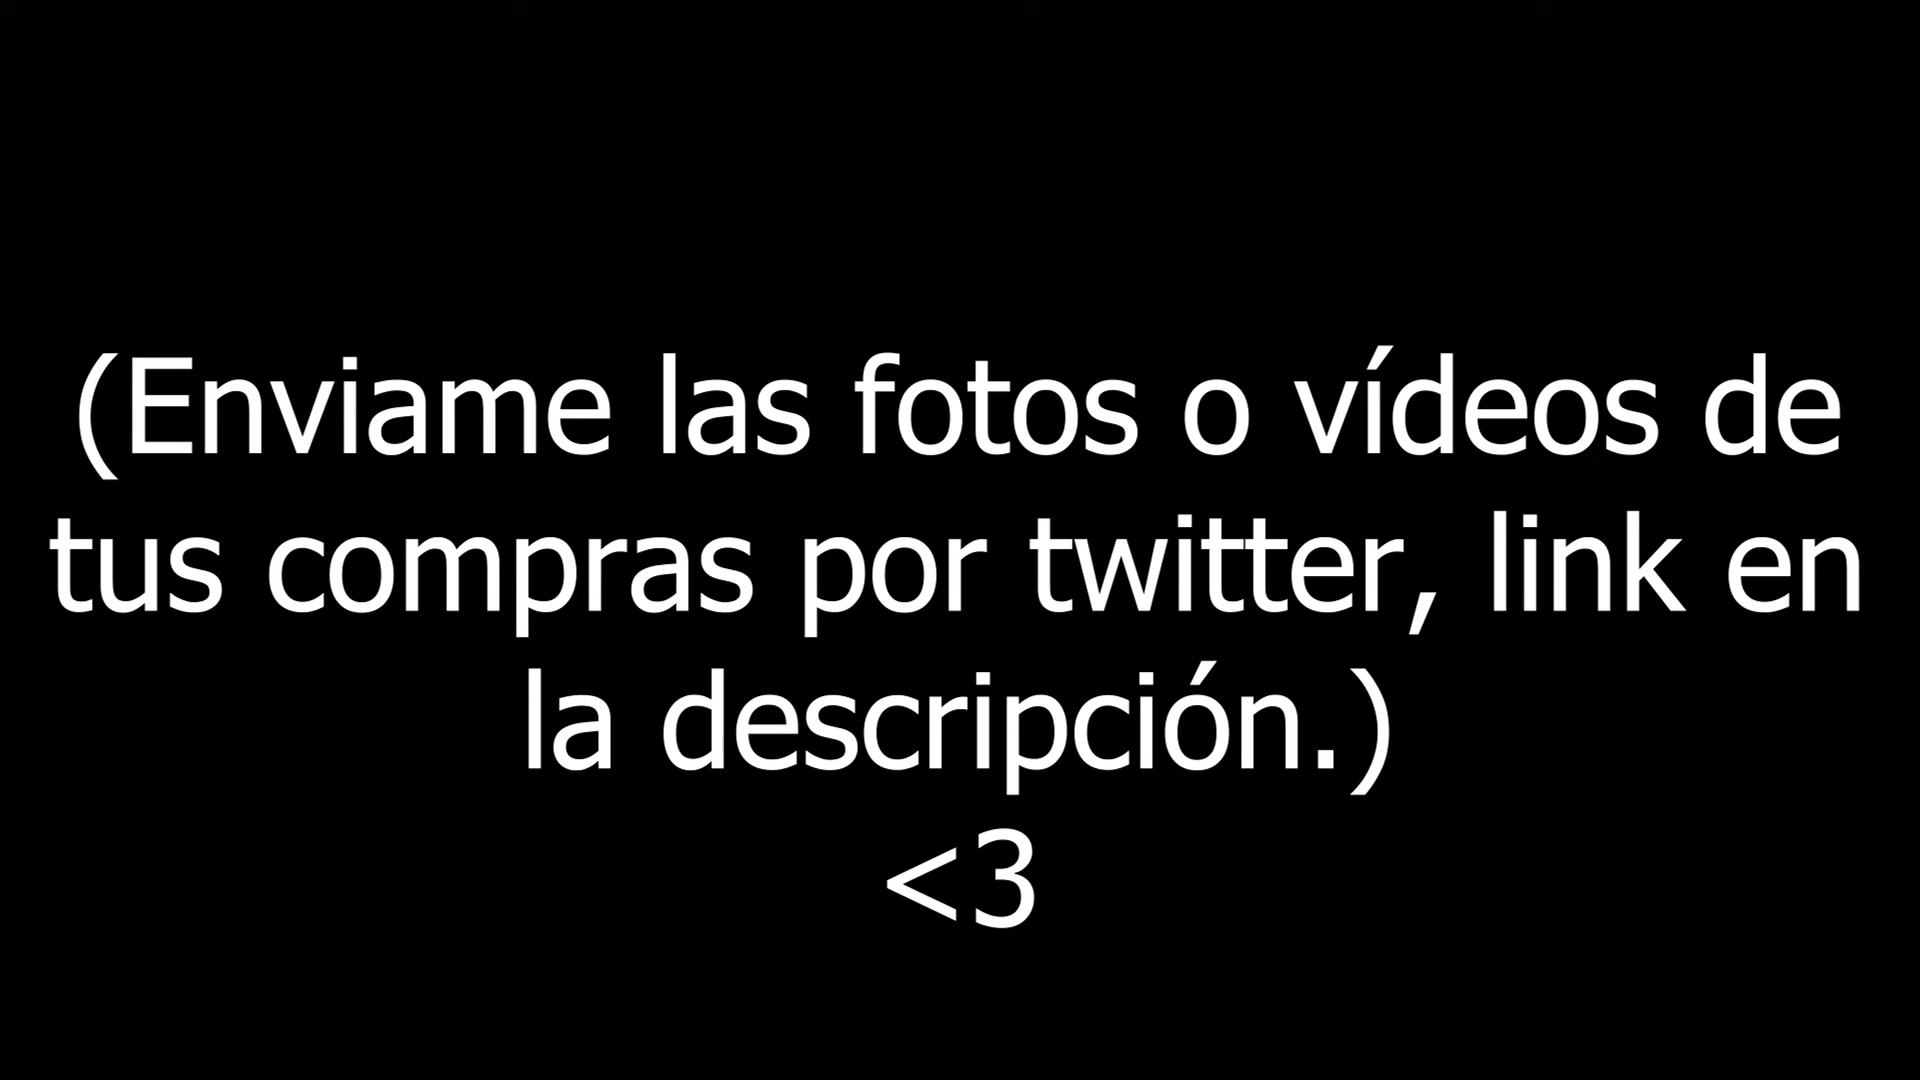 (Enviame las fotos o vídeos de
tus compras por twitter, link en
la descripción.)
<3